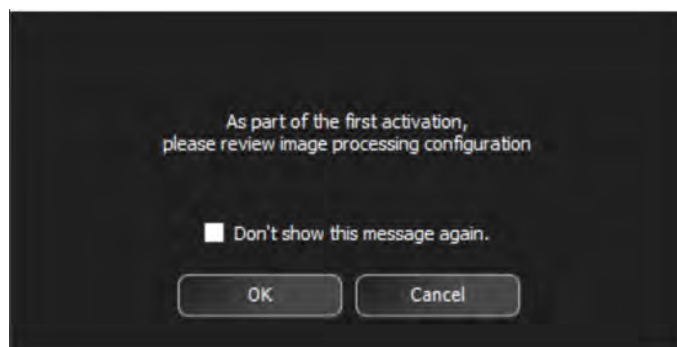 As part of the first activation,
please review image processing configuration
Don't show this message again.
OK
Cancel